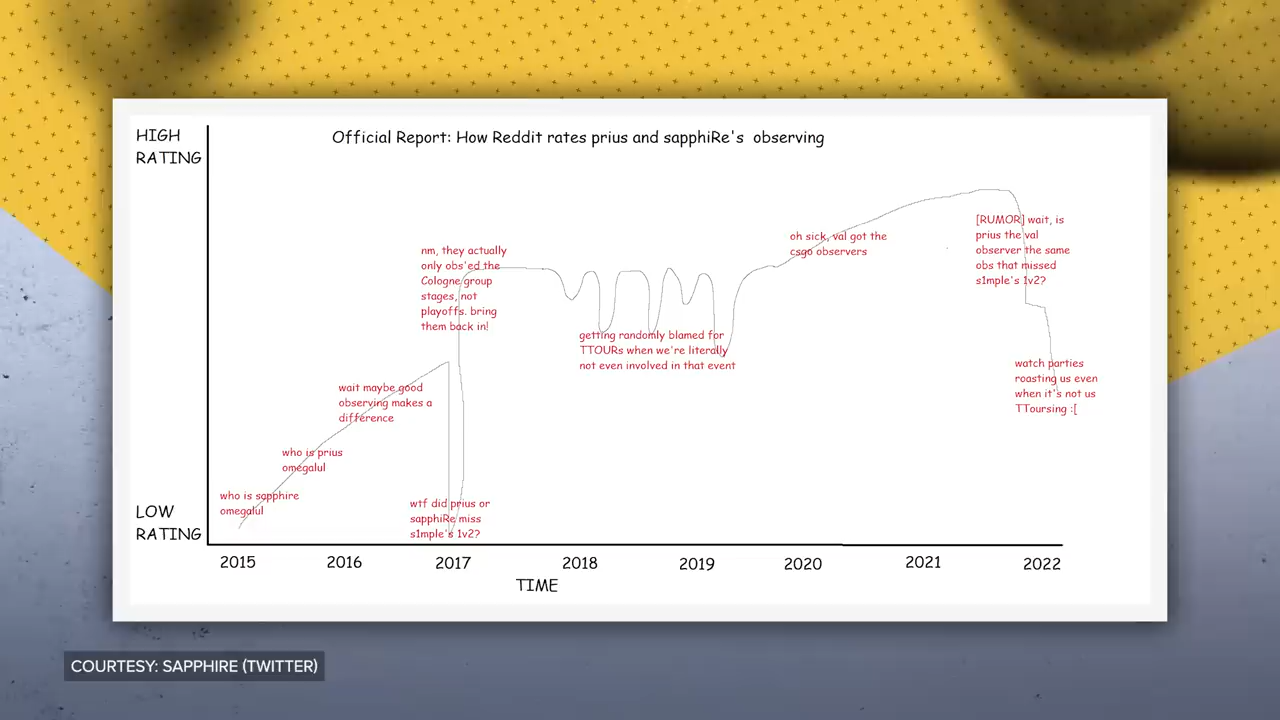 HIGH
RATING
Official Report: How Reddit rates prius and sapphiRe's observing
[RUMOR] wait, is
prius the val
observer the same
obs that missed
s1mple's 1v2?
oh sick, val got the
csgo observers
nm, they actually
only obs'ed the
Cologne group
stages, not
playoffs. bring
them back in!
getting randomly blamed for
TTOURs when we're literally
not even involved in that event
watch parties
roasting us even
when it's not us
TToursing :[
wait maybe good
observing makes a
difference
who is prius
omegalul
who is sapphire
omegalul
wtf did prius or
sapphiRe miss
s1mple's 1v2?
LOW
RATING
2015 2016 2017 2018 2019 2020 2021 2022
TIME
COURTESY: SAPPHIRE (TWITTER)